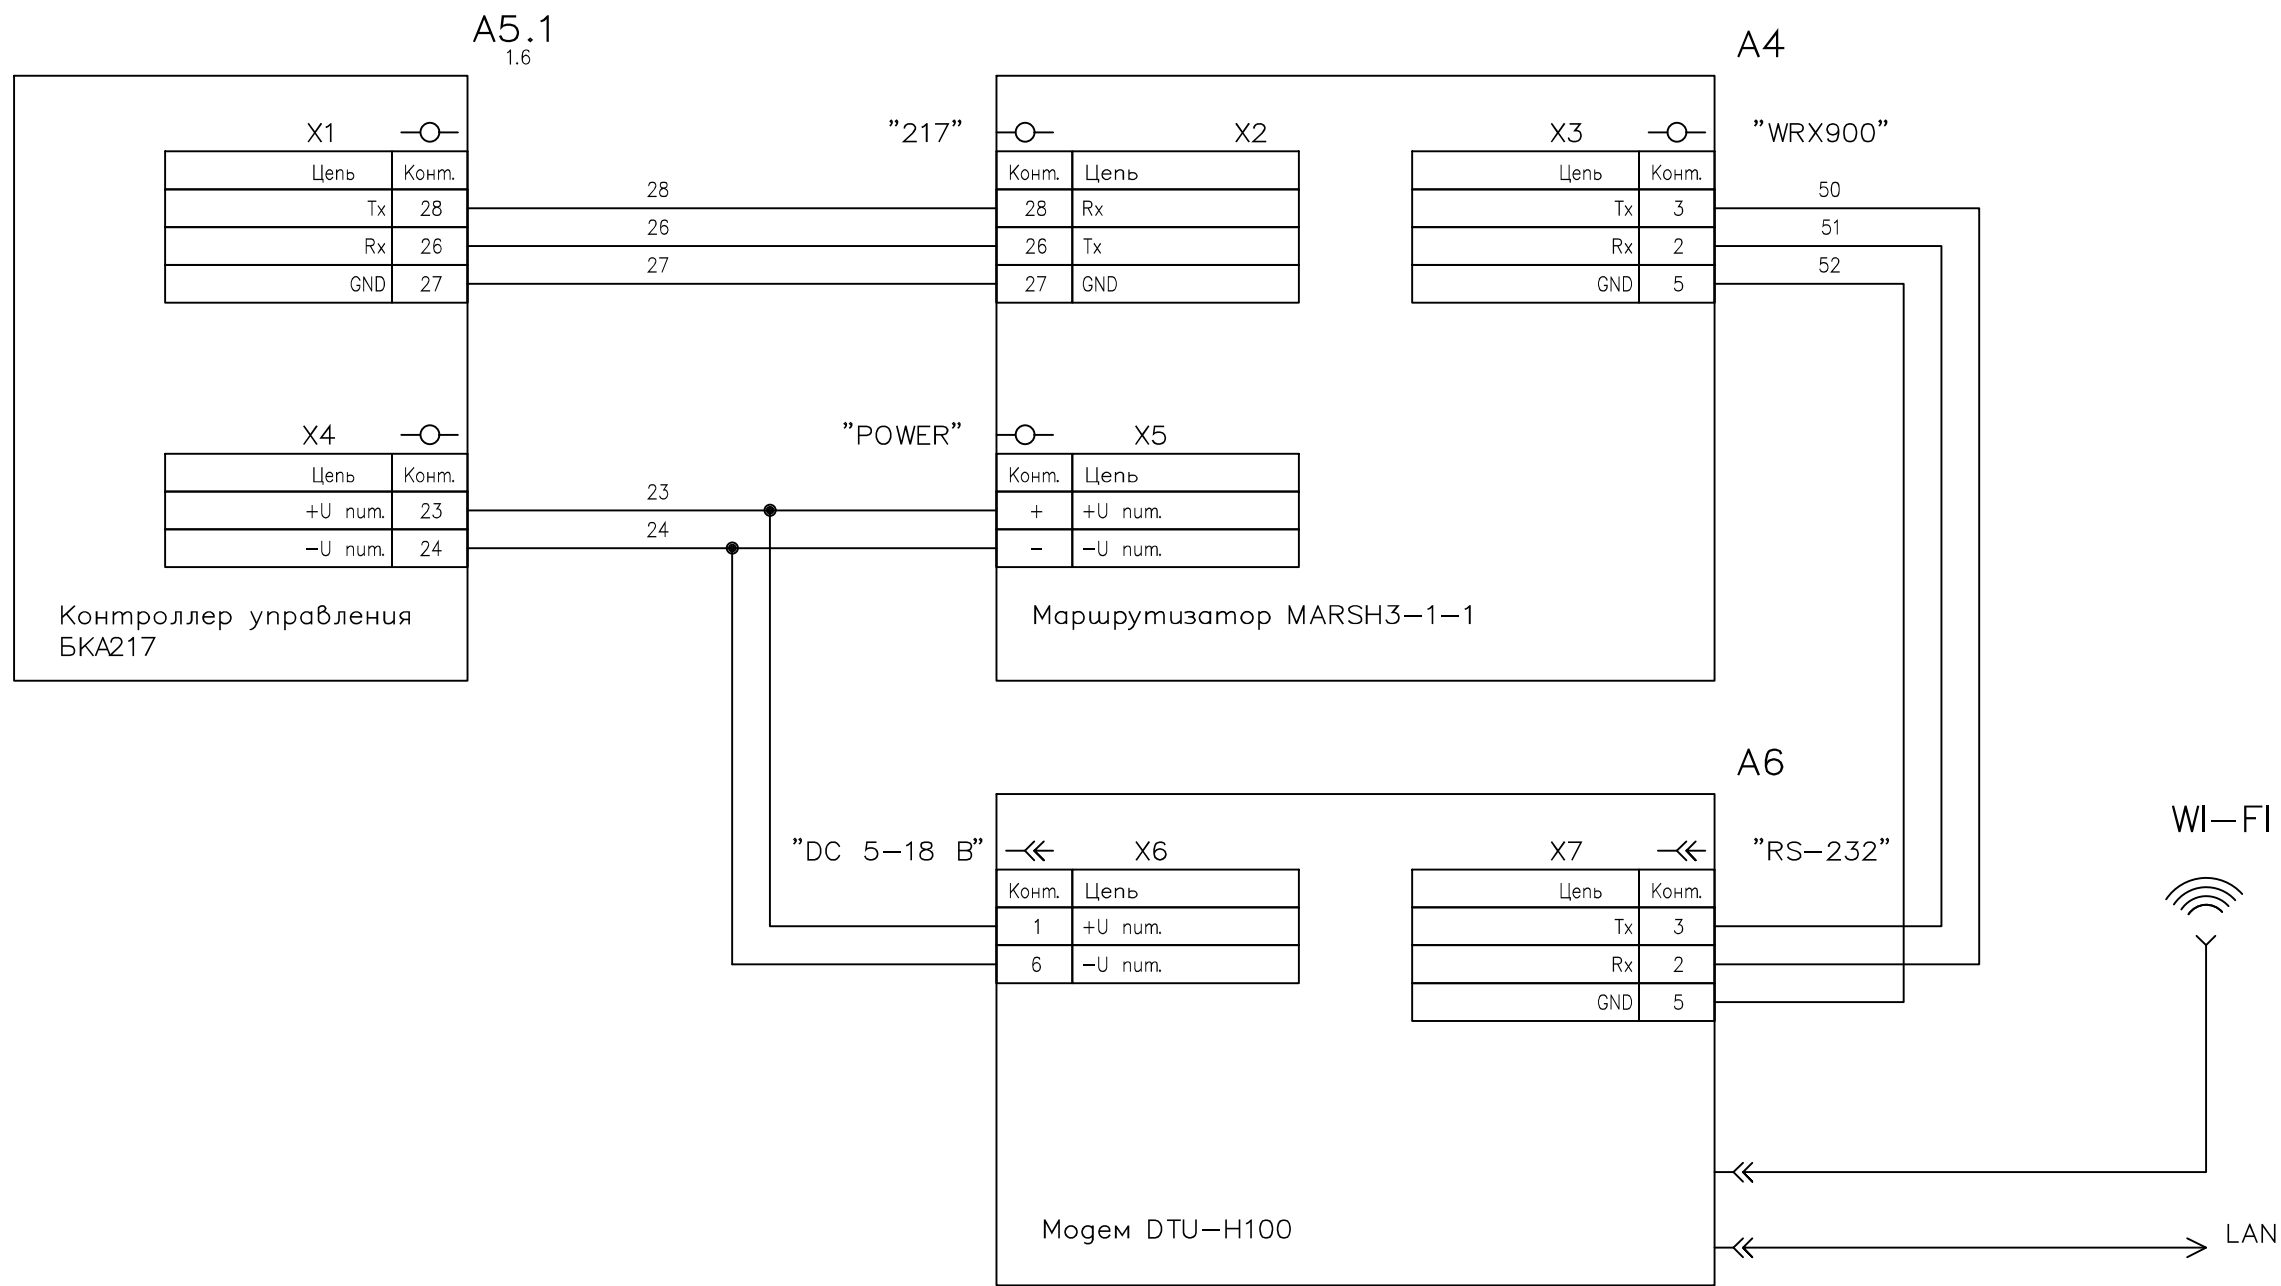 A5.1
1.6
A4
X1
"217"
X2
X3
"WRX900"
Цепь Конт.
Tx 28
Rx 26
GND 27
28
26
27
Конт. Цепь
28 Rx
26 Tx
27 GND
Цепь Конт.
Tx 3
Rx 2
GND 5
50
51
52
X4
"POWER"
X5
Цепь Конт.
+U пит. 23
-U пит. 24
23
24
Конт. Цепь
+ +U пит.
- -U пит.
Контроллер управления
БКА217
Маршрутизатор MARSH3-1-1
A6
WI-FI
"DC 5-18 В"
X6
X7
"RS-232"
Конт. Цепь
1 +U пит.
6 -U пит.
Цепь Конт.
Tx 3
Rx 2
GND 5
Модем DTU-H100
LAN